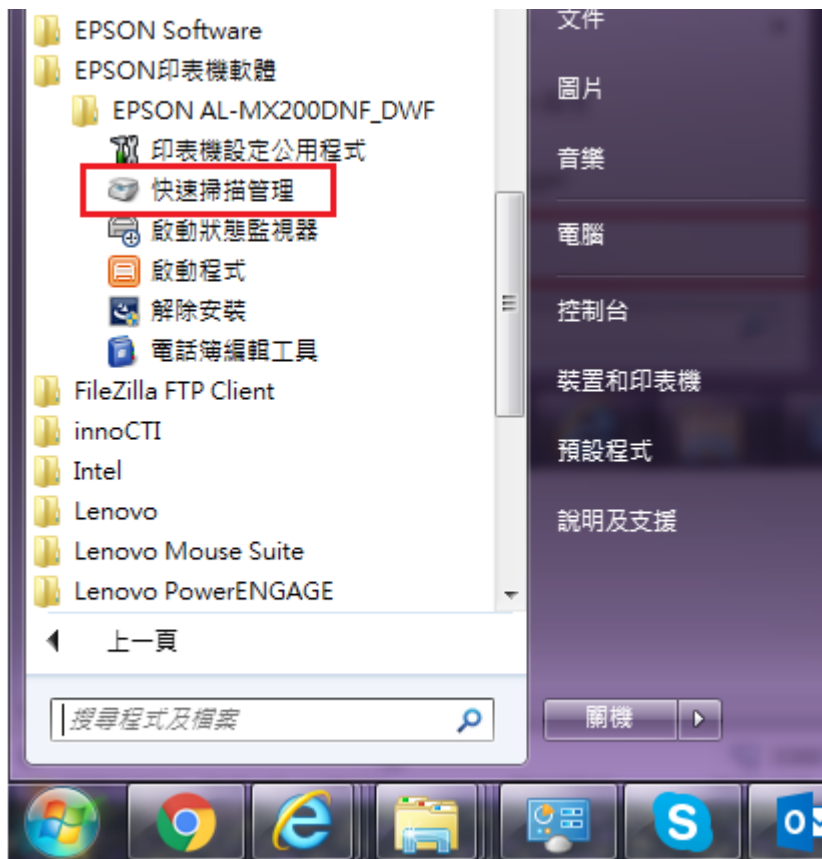 EPSON Software
EPSON印表機軟體
EPSON AL-MX200DNF_DWF
印表機設定公用程式
快速掃描管理
啟動狀態監視器
啟動程式
解除安裝
電話簿編輯工具
FileZilla FTP Client
innoCTI
Intel
Lenovo
Lenovo Mouse Suite
Lenovo PowerENGAGE
上一頁
搜尋程式及檔案
文件
圖片
音樂
電腦
控制台
裝置和印表機
預設程式
說明及支援
關機